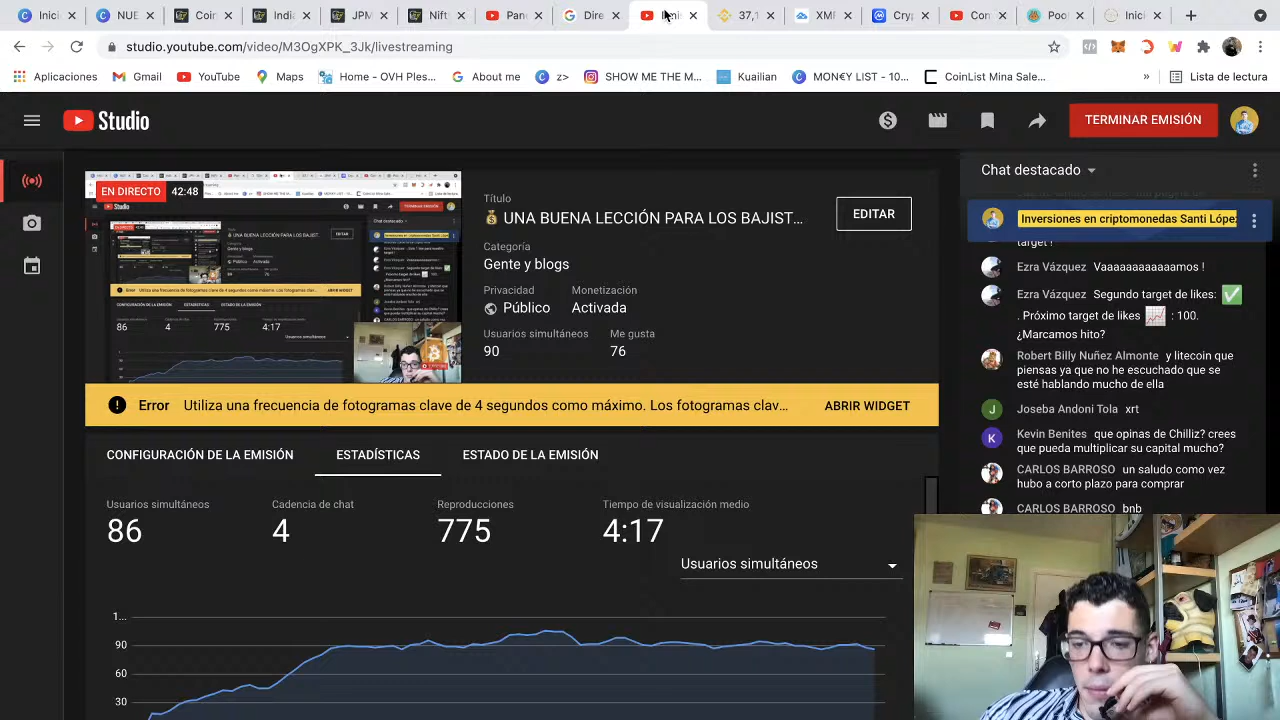 Inic
NUE
Con
Indi
JPN
Nift
Pan
Dire
Emis
37,1
XMF
Cry
Con
Poo
Inic
studio.youtube.com/video/M3OgXPK_3Jk/livestreaming
Aplicaciones
Gmail
YouTube
Maps
Home - OVH Ples...
About me
z>
SHOW ME THE M...
Kuailian
NON€Y LIST - 10...
CoinList Mina Sale...
»
Lista de lectura
Studio
TERMINAR EMISIÓN
EN DIRECTO 42:48
Título
💰 UNA BUENA LECCIÓN PARA LOS BAJIST...
EDITAR
Categoría
Gente y blogs
Privacidad
Público
Monetización
Activada
Usuarios simultáneos
90
Me gusta
76
Error Utiliza una frecuencia de fotogramas clave de 4 segundos como máximo. Los fotogramas clav...
ABRIR WIDGET
CONFIGURACIÓN DE LA EMISIÓN
ESTADÍSTICAS
ESTADO DE LA EMISIÓN
Usuarios simultáneos
86
Cadencia de chat
4
Reproducciones
775
Tiempo de visualización medio
4:17
Usuarios simultáneos
1...
90
60
30
Chat destacado
Inversiones en criptomonedas Santi López
target !
Ezra Vázquez
Ezra Vázquez target de likes: ✅
. Próximo target de likes 📈 : 100.
¿Marcamos hito?
Robert Billy Nuñez Almonte y litecoin que
piensas ya que no he escuchado que se
esté hablando mucho de ella
Joseba Andoni Tola xrt
Kevin Benites que opinas de Chilliz? crees
que pueda multiplicar su capital mucho?
CARLOS BARROSO un saludo como vez
hubo a corto plazo para comprar
CARLOS BARROSO bnb